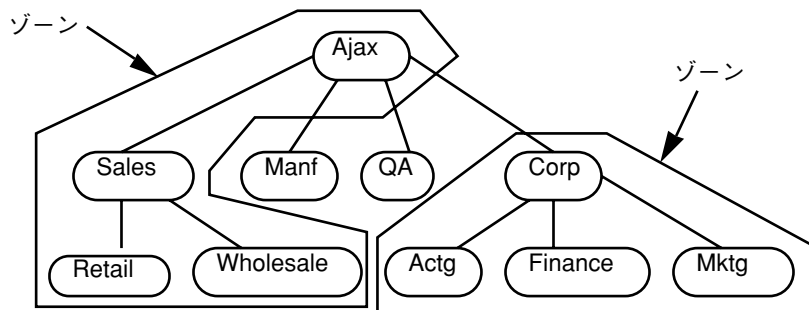 ゾーン
Ajax
ゾーン
Sales
Manf
QA
Corp
Retail
Wholesale
Actg
Finance
Mktg